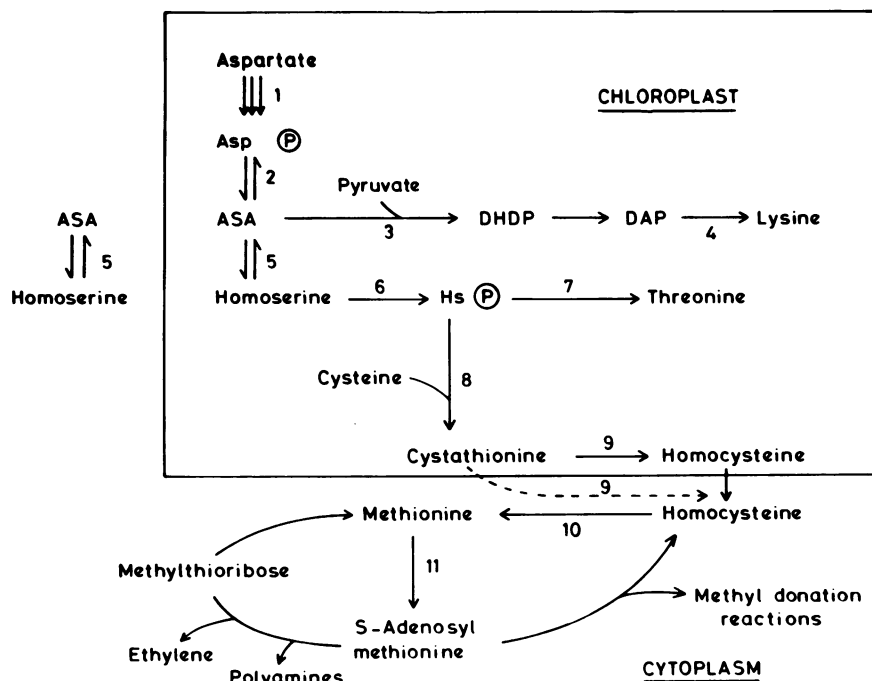 Aspartate
1
CHLOROPLAST
Asp P
2
Pyruvate
ASA
ASA
3
DHDP
DAP
4
Lysine
5
5
Homoserine
Homoserine
6
Hs P
7
Threonine
Cysteine
8
Cystathionine
9
Homocysteine
9
Methionine
10
Homocysteine
Methylthioribose
11
Methyl donation
reactions
S-Adenosyl
methionine
Ethylene
Polyamines
CYTOPLASM